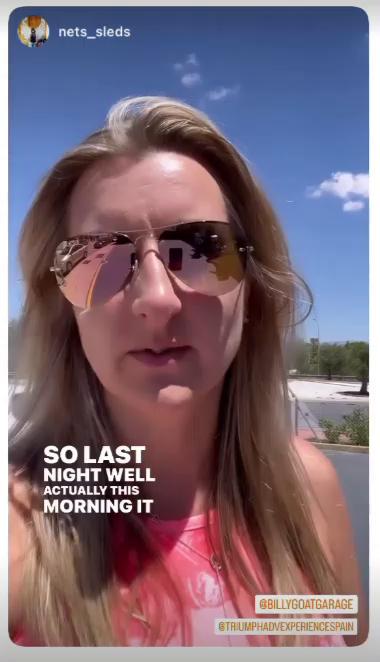 nets_sleds
SO LAST
NIGHT WELL
ACTUALLY THIS
MORNING IT
@BILLYGOATGARAGE
@TRIUMPHADVEXPERIENCESPAIN